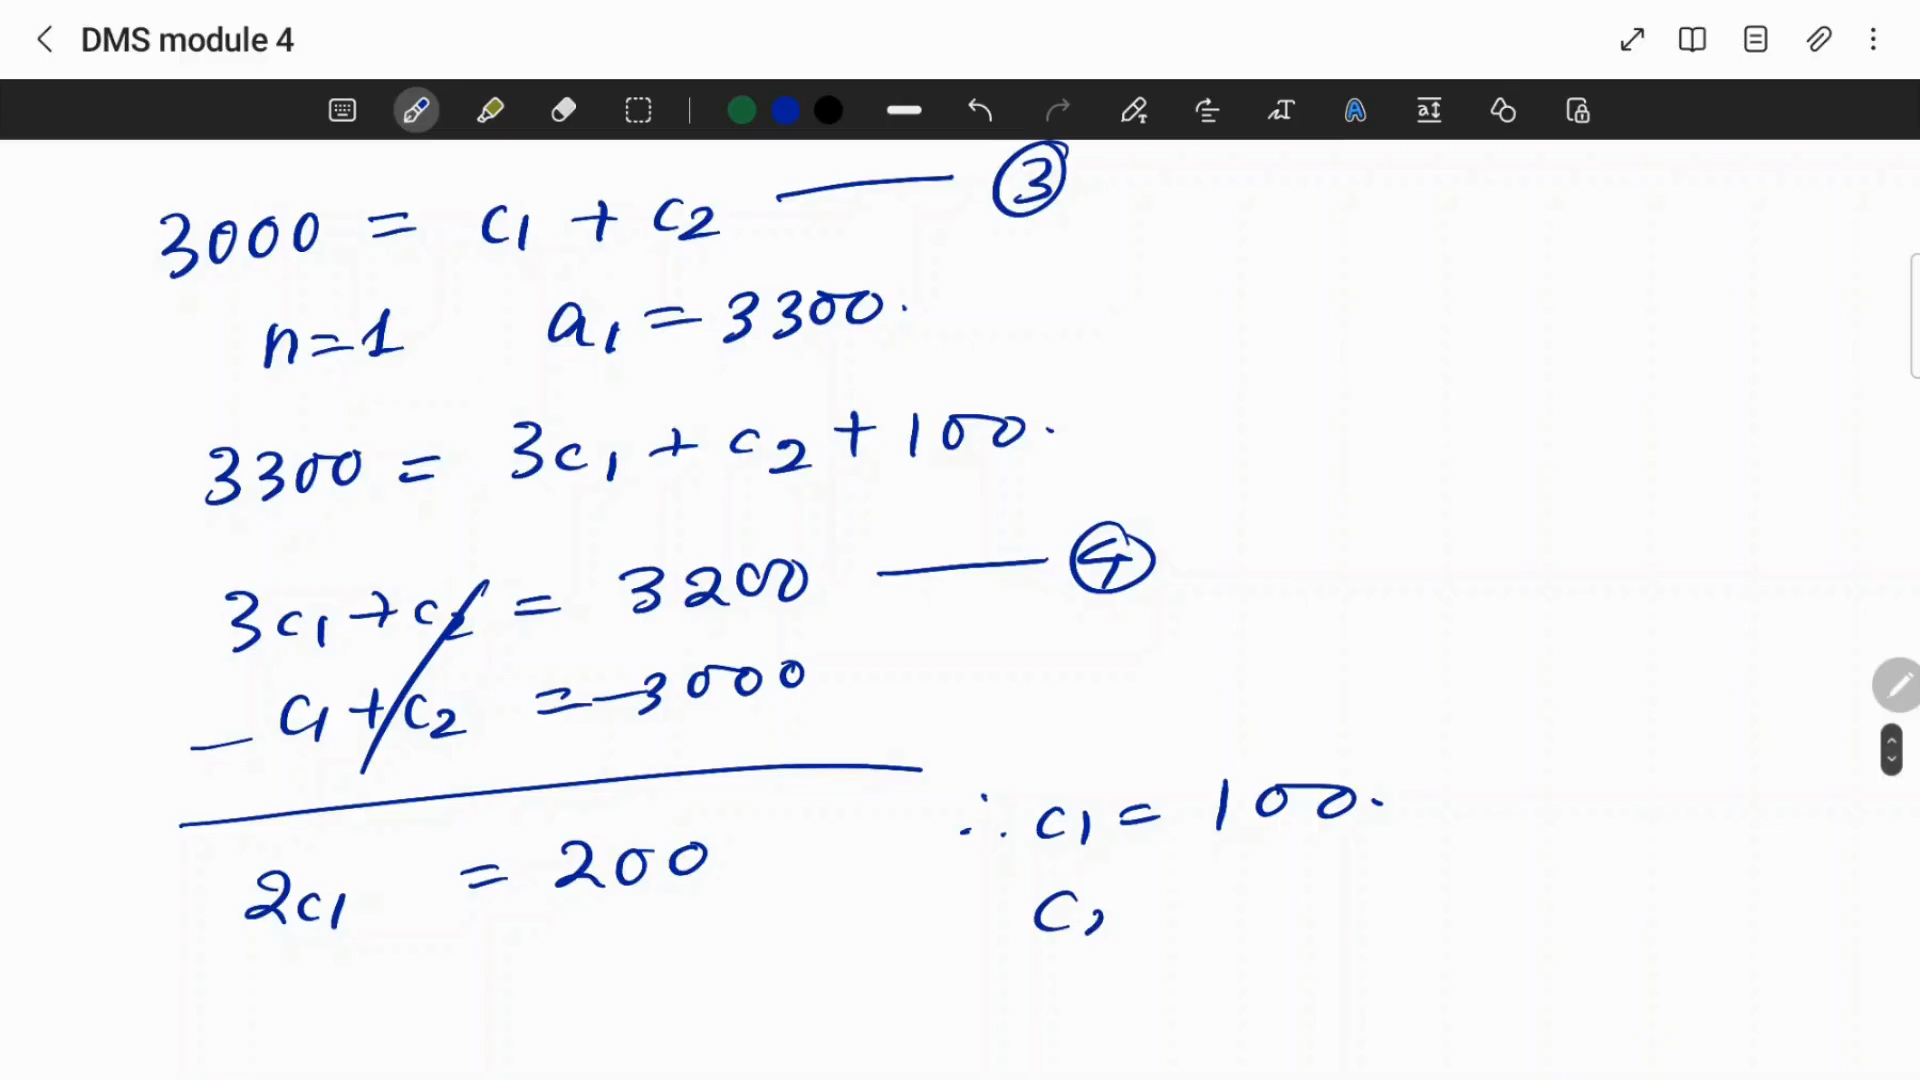 DMS module 4
3000 = c1 + c2 —— ③
n=1 a1 = 3300.
3300 = 3c1 + c2 + 100.
3c1 + c2 = 3200 —— ④
— c1 + c2 = —3000
2c1 = 200
∴ c1 = 100.
c